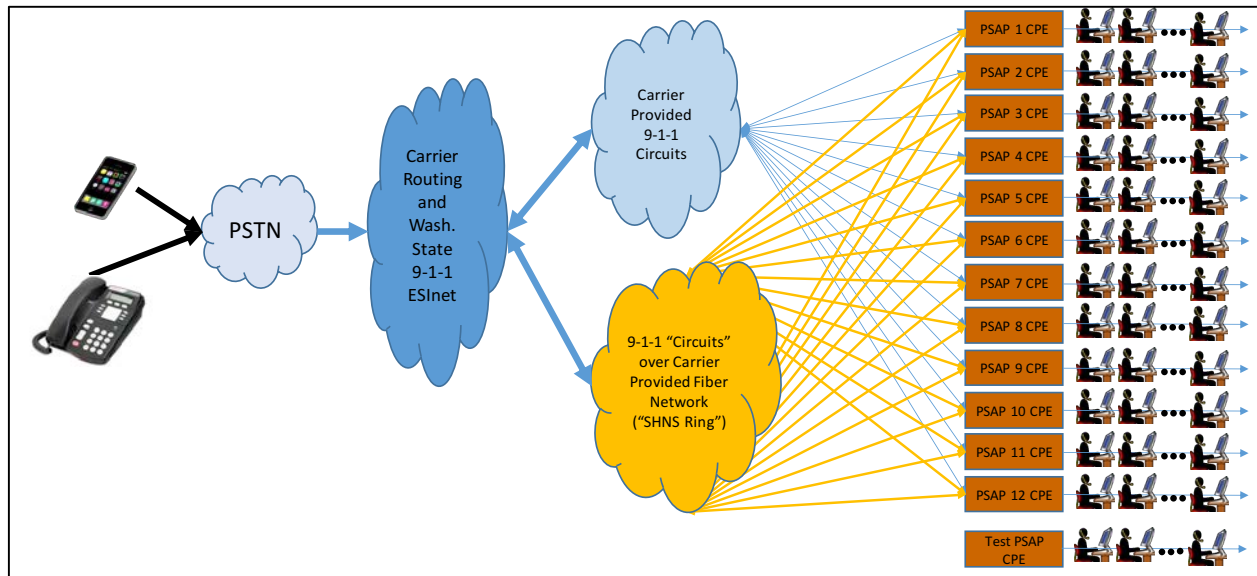 PSTN
Carrier
Routing
and
Wash.
State
9-1-1
ESInet
Carrier
Provided
9-1-1
Circuits
9-1-1 “Circuits”
over Carrier
Provided Fiber
Network
(“SHNS Ring”)
PSAP 1 CPE
PSAP 2 CPE
PSAP 3 CPE
PSAP 4 CPE
PSAP 5 CPE
PSAP 6 CPE
PSAP 7 CPE
PSAP 8 CPE
PSAP 9 CPE
PSAP 10 CPE
PSAP 11 CPE
PSAP 12 CPE
Test PSAP
CPE